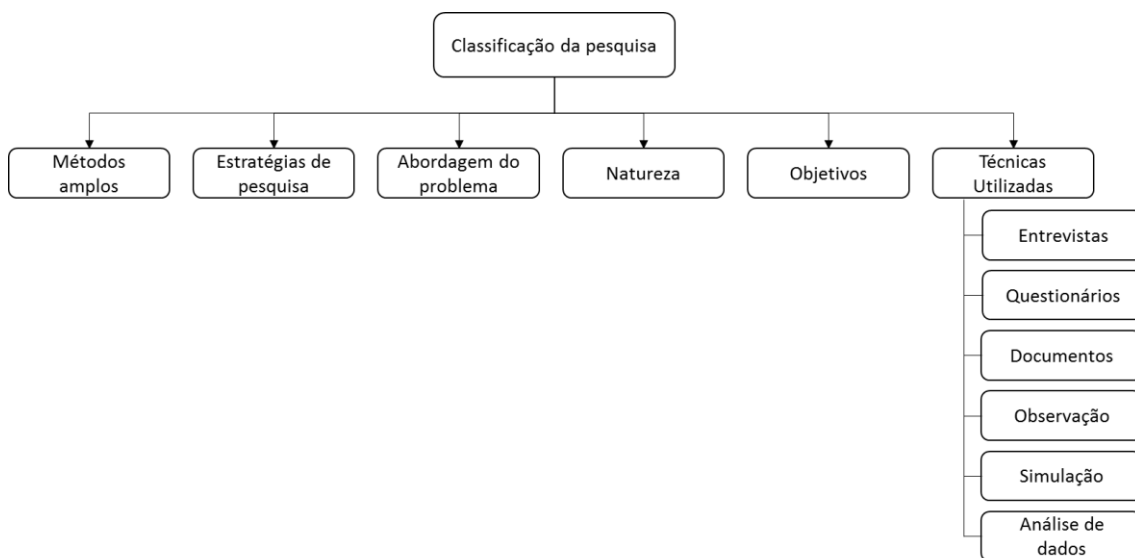 Classificação da pesquisa
Métodos
amplos
Estratégias de
pesquisa
Abordagem do
problema
Natureza
Objetivos
Técnicas
Utilizadas
Entrevistas
Questionários
Documentos
Observação
Simulação
Análise de
dados